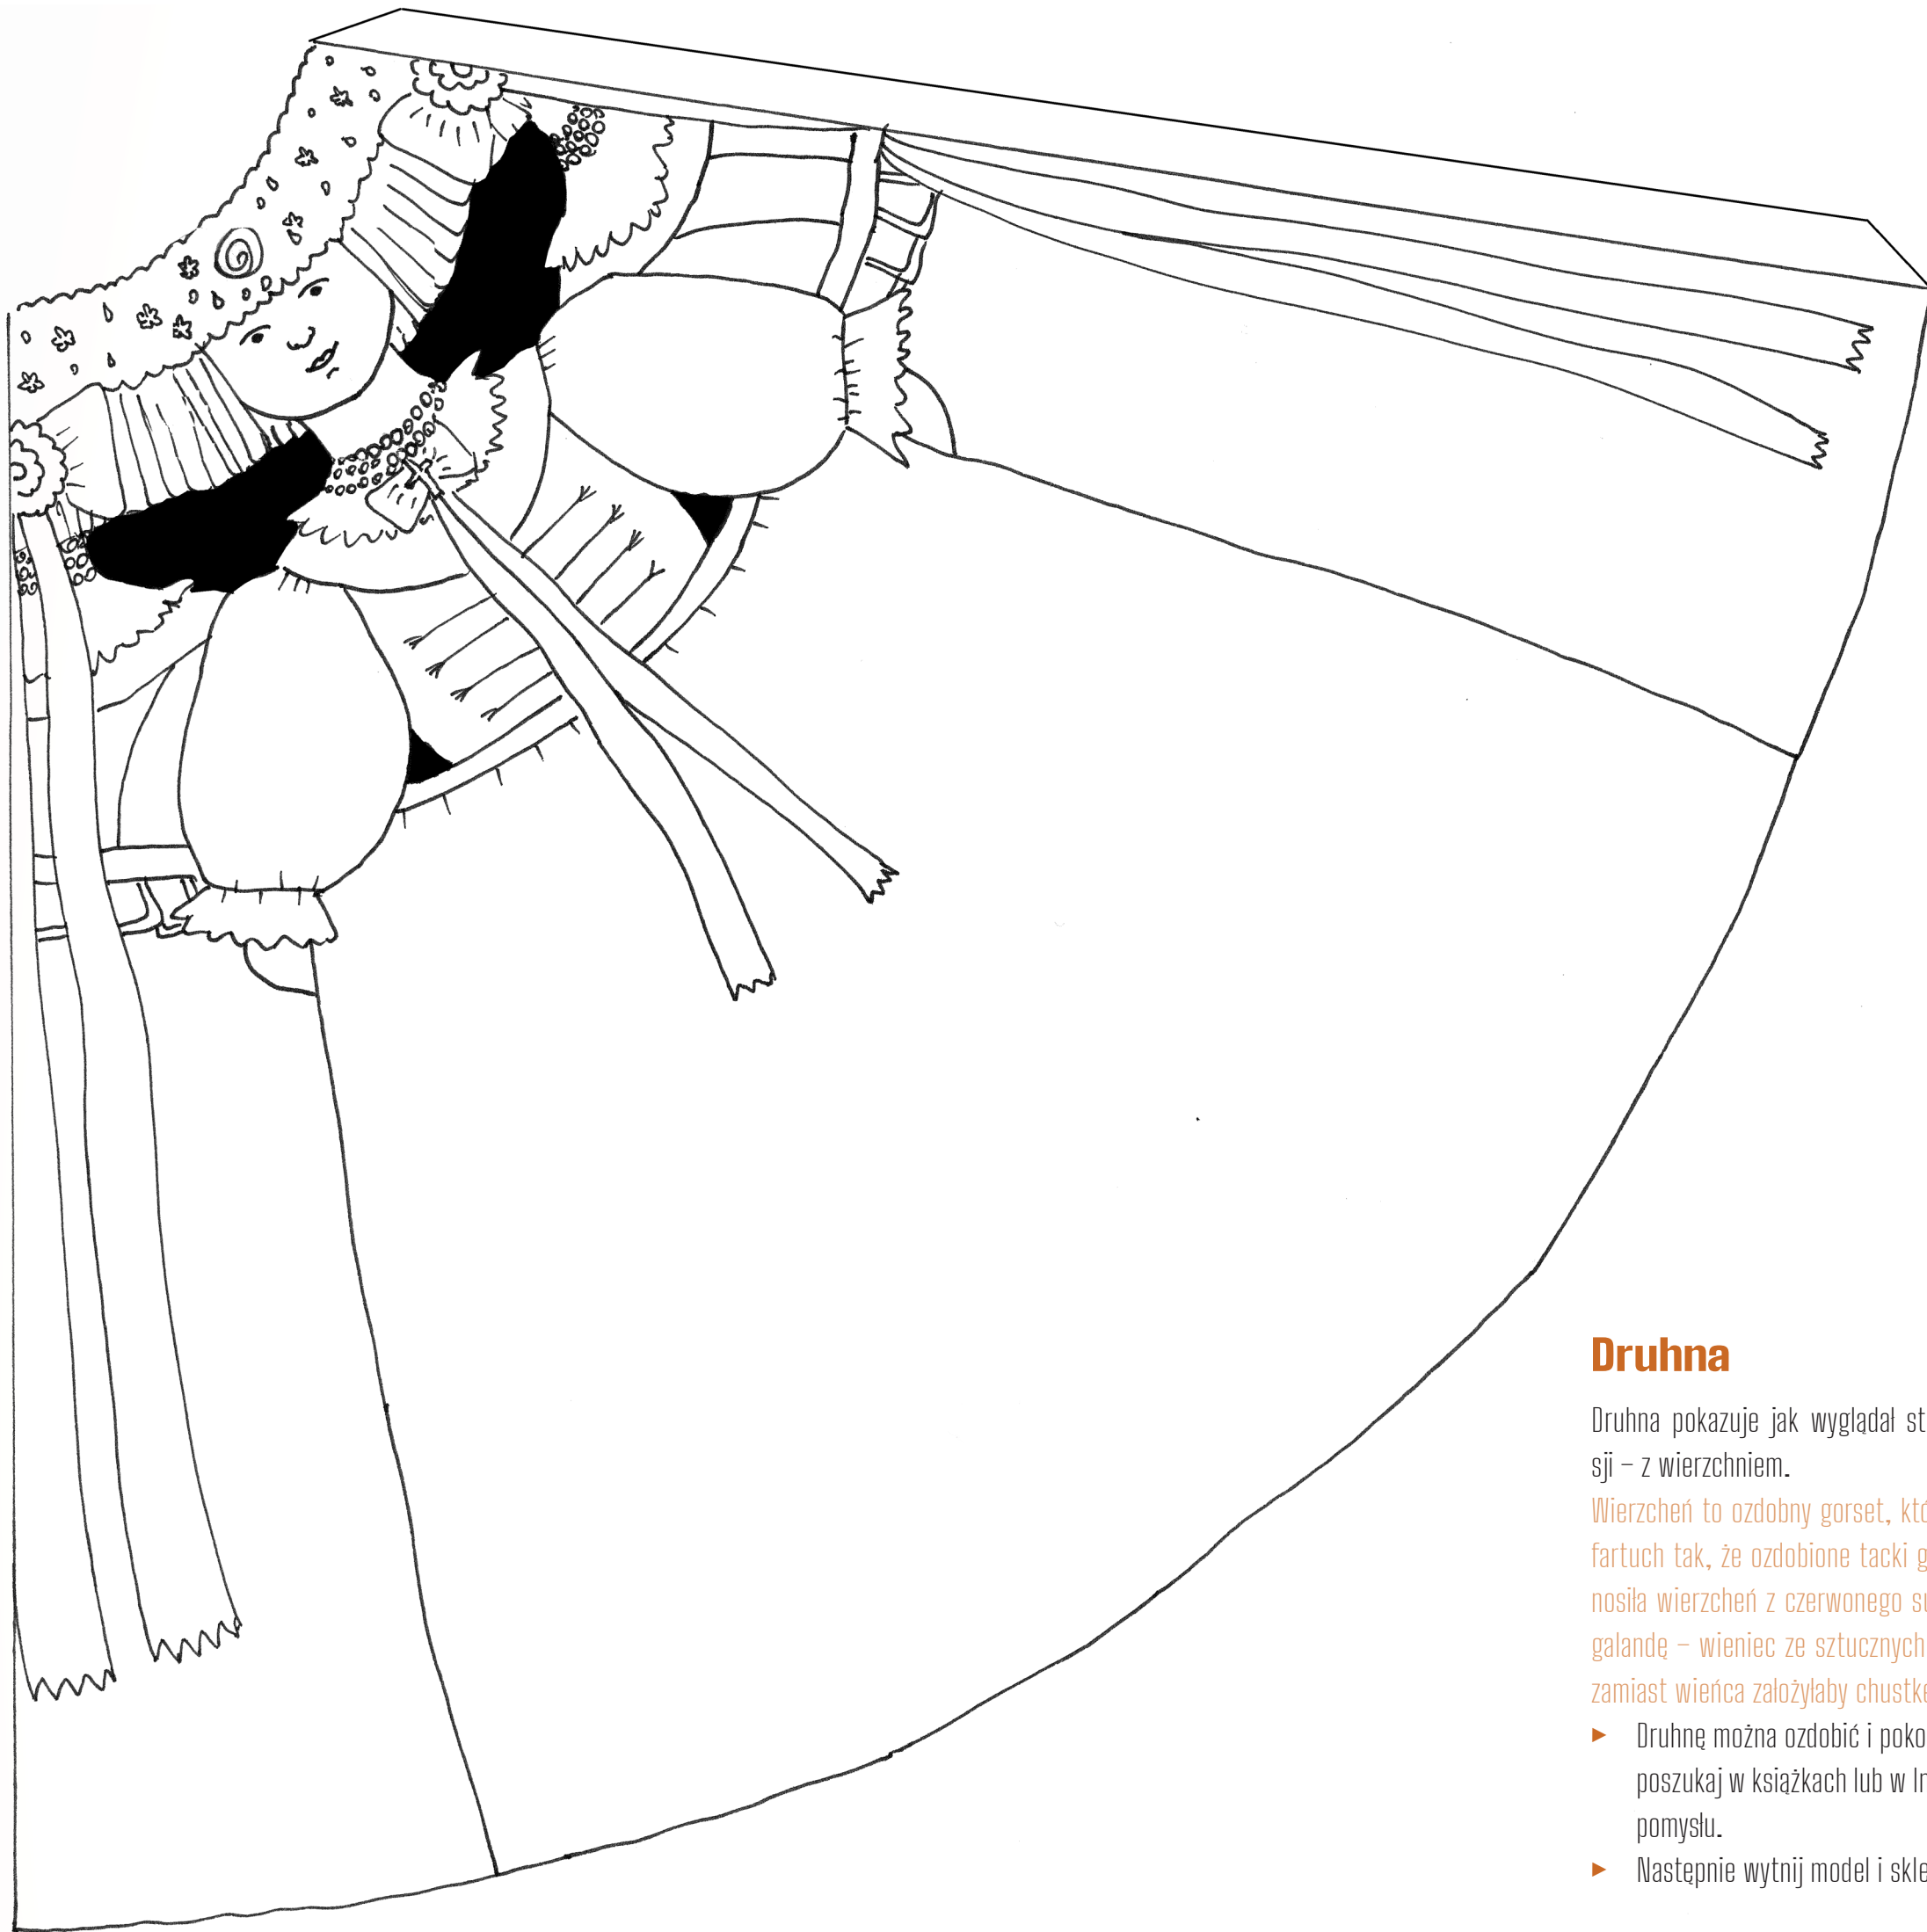 Druhna
Druhna pokazuje jak wyglądał st
sji – z wierzchniem.
Wierzcheń to ozdobny gorset, któ
fartuch tak, że ozdobione tacki g
nosiła wierzcheń z czerwonego su
galandę – wieniec ze sztucznych
zamiast wieńca założyłaby chustkę
▸ Druhnę można ozdobić i poko
poszukaj w książkach lub w In
pomysłu.
▸ Następnie wytnij model i skle